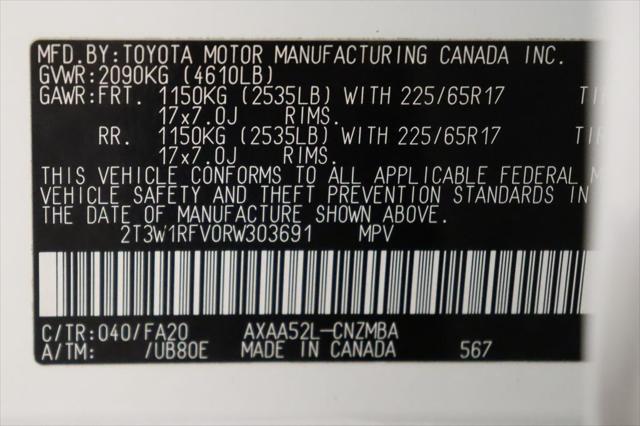 MFD.BY:TOYOTA MOTOR MANUFACTURING CANADA INC.
GVWR:2090KG (4610LB)
GAWR:FRT. 1150KG (2535LB) WITH 225/65R17 TI
17x7.0J RIMS.
RR. 1150KG (2535LB) WITH 225/65R17 TI
17x7.0J RIMS.
THIS VEHICLE CONFORMS TO ALL APPLICABLE FEDERAL M
VEHICLE SAFETY AND THEFT PREVENTION STANDARDS IN
THE DATE OF MANUFACTURE SHOWN ABOVE.
2T3W1RFV0RW303691 MPV
C/TR:040/FA20 AXAA52L-CNZMBA
A/TM: /UB80E MADE IN CANADA 567